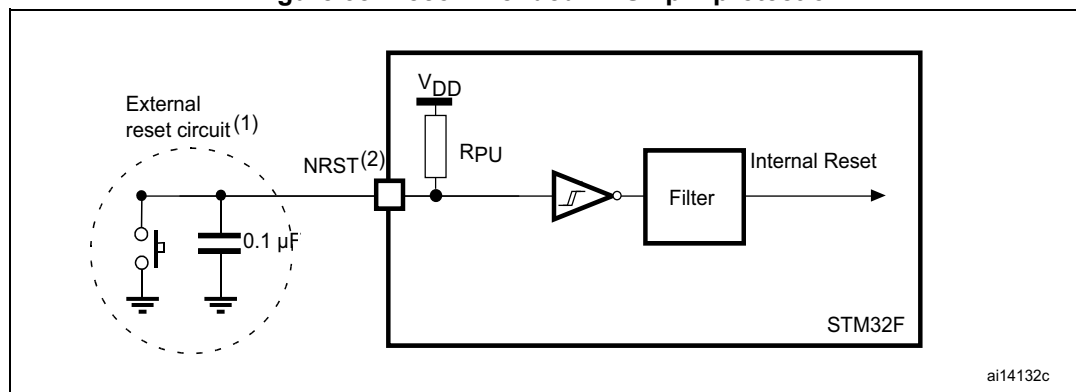 External
reset circuit(1)
NRST(2)
VDD
RPU
0.1 µF
Filter
Internal Reset
STM32F
ai14132c